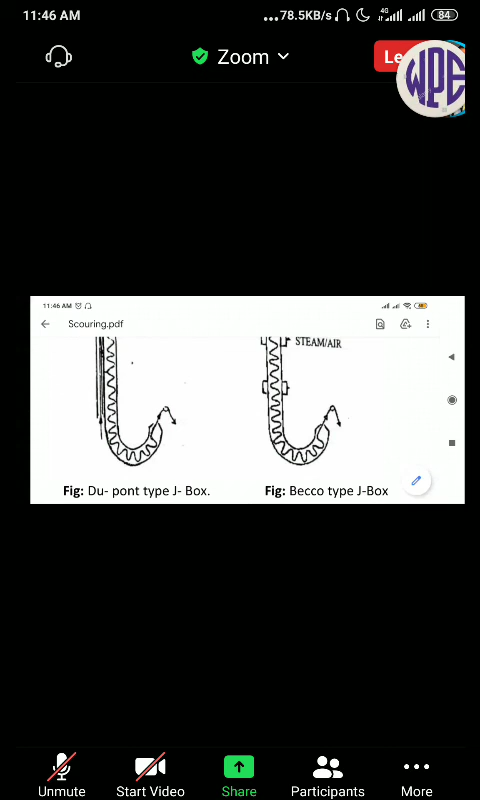 11:46 AM
...78.5KB/s
4G
84
Zoom
Le
WPE
11:46 AM
Scouring.pdf
STEAM/AIR
Fig: Du- pont type J- Box.
Fig: Becco type J-Box
Unmute
Start Video
Share
Participants
More